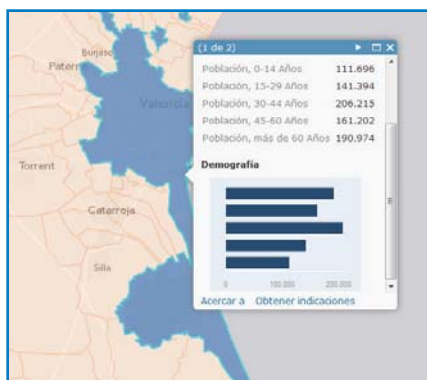 (1 de 2)
Población, 0-14 Años 111.696
Población, 15-29 Años 141.394
Población, 30-44 Años 206.215
Población, 45-60 Años 161.202
Población, más de 60 Años 190.974
Demografía
0 100.000 200.000
Acercar a Obtener indicaciones
Burjaso
Pater
Valencia
Torrent
Catarroja
Silla